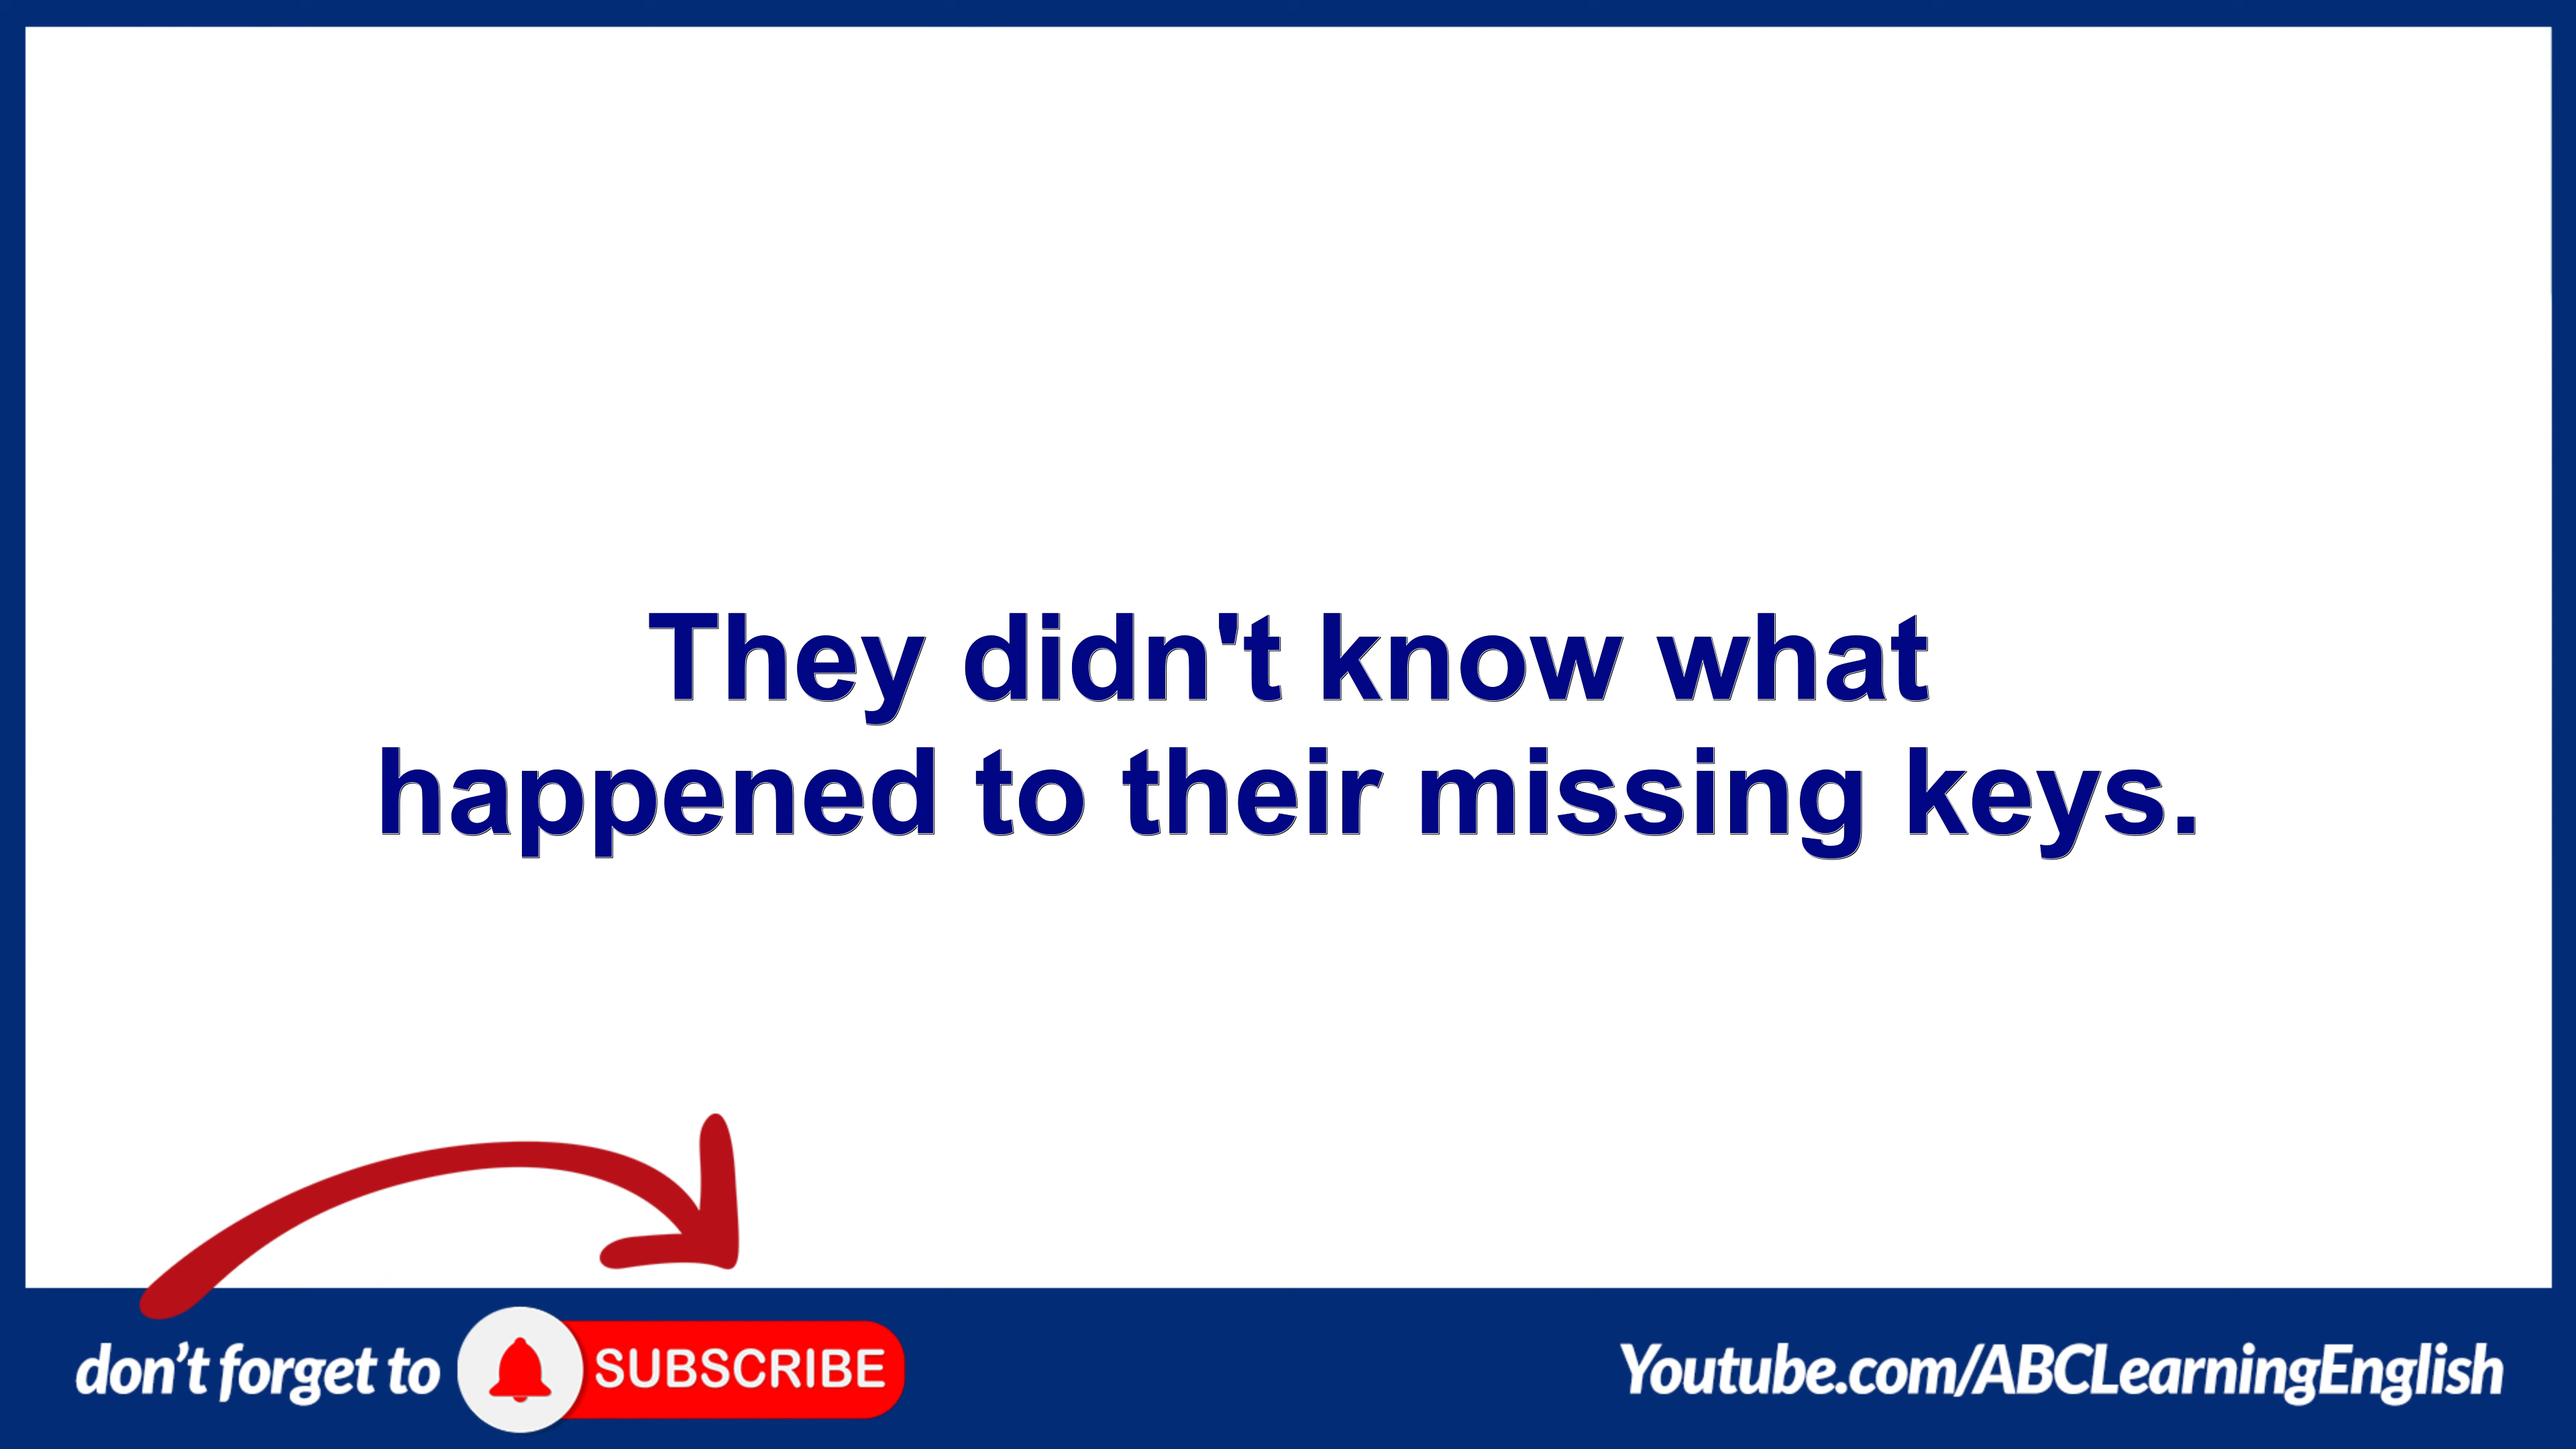 They didn't know what
happened to their missing keys.
don't forget to SUBSCRIBE
Youtube.com/ABCLearningEnglish